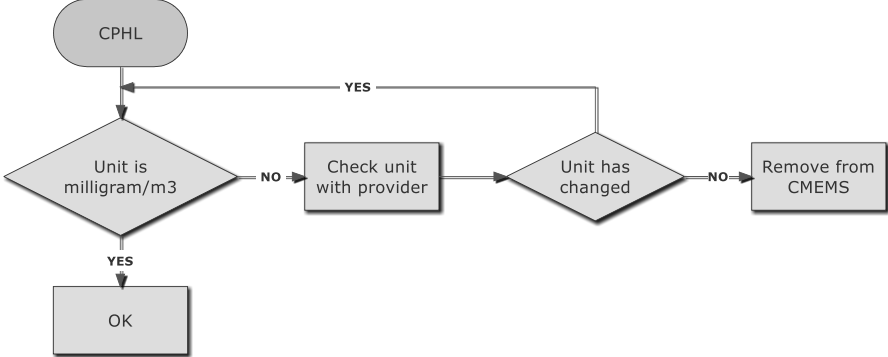 CPHL
YES
Unit is
milligram/m3
NO
Check unit
with provider
Unit has
changed
NO
Remove from
CMEMS
YES
OK